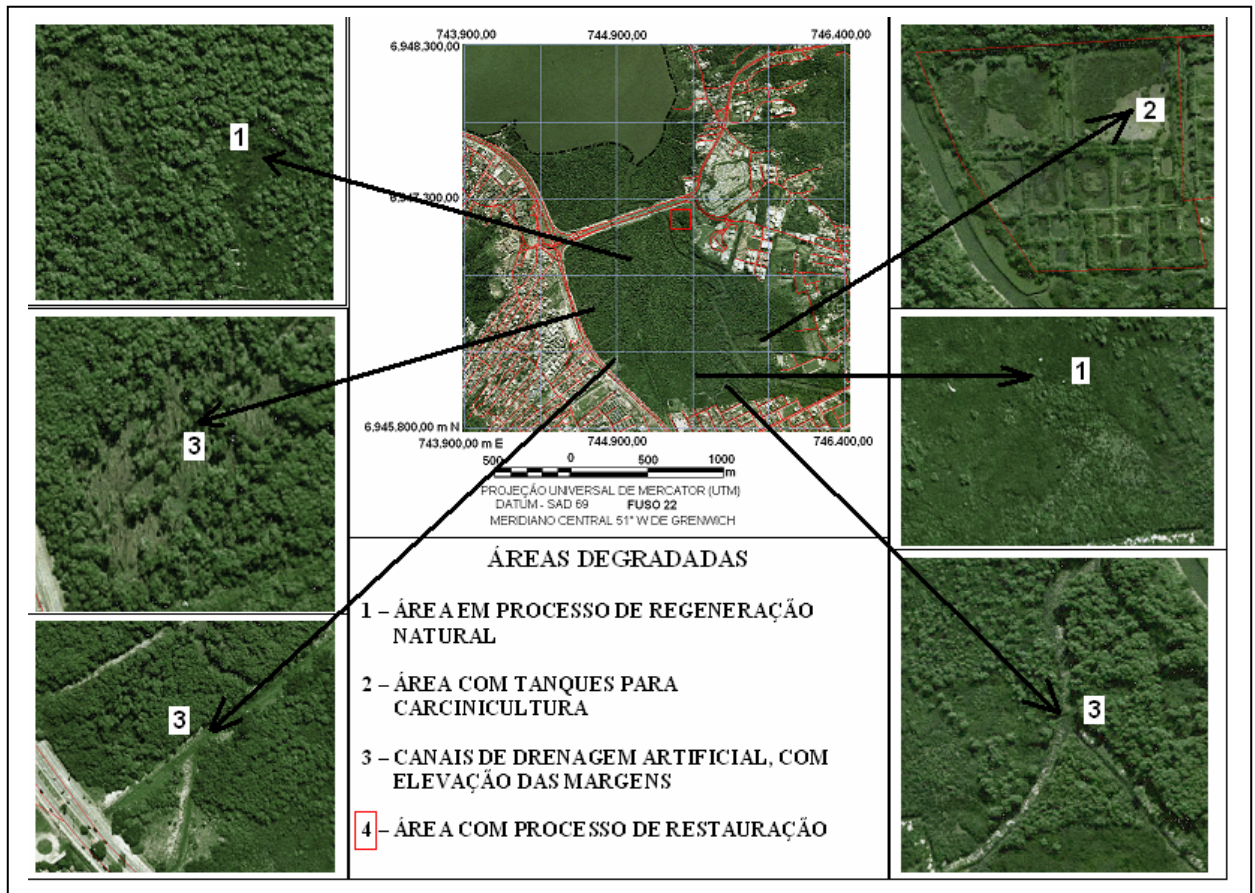 743.900,00
744.900,00
746.400,00
6.948.300,00
6.947.300,00
6.945.800,00 m N
743.900,00 m E
744.900,00
746.400,00
500
0
500
1000
m
PROJEÇÃO UNIVERSAL DE MERCATOR (UTM)
DATUM - SAD 69 FUSO 22
MERIDIANO CENTRAL 51° W DE GRENWICH
1
2
3
1
3
3
ÁREAS DEGRADADAS
1 – ÁREA EM PROCESSO DE REGENERAÇÃO
NATURAL
2 – ÁREA COM TANQUES PARA
CARCINICULTURA
3 – CANAIS DE DRENAGEM ARTIFICIAL, COM
ELEVAÇÃO DAS MARGENS
4 – ÁREA COM PROCESSO DE RESTAURAÇÃO